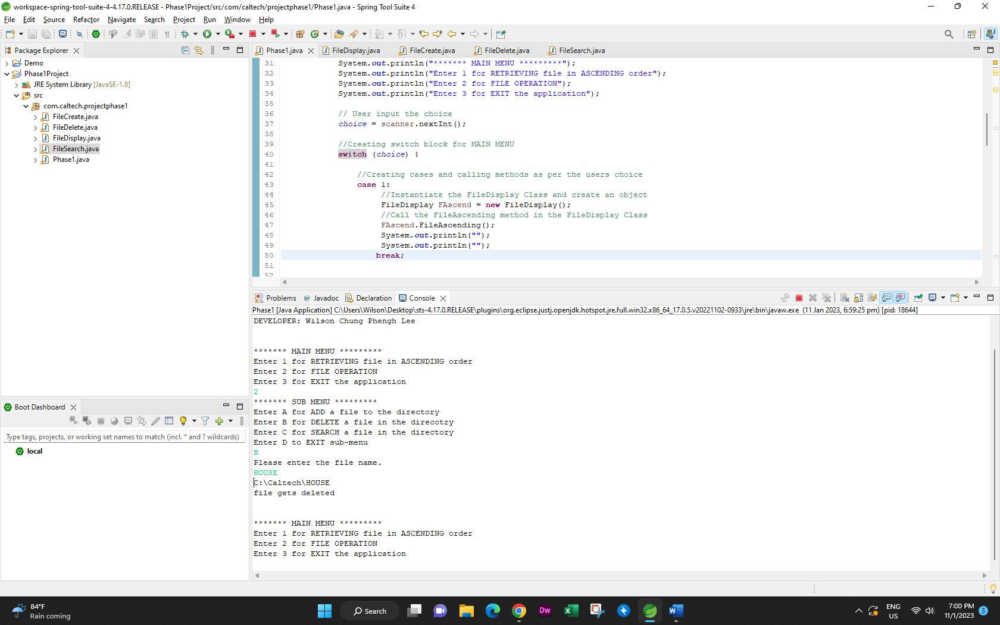 workspace-spring-tool-suite-4-4.17.0.RELEASE - Phase1Project/src/com/caltech/projectphase1/Phase1.java - Spring Tool Suite 4
File Edit Source Refactor Navigate Search Project Run Window Help
Package Explorer
Demo
Phase1Project
JRE System Library [JavaSE-1.8]
src
com.caltech.projectphase1
FileCreate.java
FileDelete.java
FileDisplay.java
FileSearch.java
Phase1.java
Boot Dashboard
Type tags, projects, or working set names to match (incl. * and ? wildcards)
local
Phase1.java FileDisplay.java FileCreate.java FileDelete.java FileSearch.java
31 System.out.println("******* MAIN MENU *********");
32 System.out.println("Enter 1 for RETRIEVING file in ASCENDING order");
33 System.out.println("Enter 2 for FILE OPERATION");
34 System.out.println("Enter 3 for EXIT the application");
35
36 // User input the choice
37 choice = scanner.nextInt();
38
39 //Creating switch block for MAIN MENU
40 switch (choice) {
41
42 //Creating cases and calling methods as per the users choice
43 case 1:
44 //Instantiate the FileDisplay Class and create an object
45 FileDisplay FAscend = new FileDisplay();
46 //Call the FileAscending method in the FileDisplay Class
47 FAscend.FileAscending();
48 System.out.println("");
49 System.out.println("");
50 break;
51
52
Problems Javadoc Declaration Console
Phase1 [Java Application] C:\Users\Wilson\Desktop\sts-4.17.0.RELEASE\plugins\org.eclipse.justj.openjdk.hotspot.jre.full.win32.x86_64_17.0.5.v20221102-0933\jre\bin\javaw.exe (11 Jan 2023, 6:59:25 pm) [pid: 18644]
DEVELOPER: Wilson Chung Phengh Lee
******* MAIN MENU *********
Enter 1 for RETRIEVING file in ASCENDING order
Enter 2 for FILE OPERATION
Enter 3 for EXIT the application
2
******* SUB MENU *********
Enter A for ADD a file to the directory
Enter B for DELETE a file in the direcotry
Enter C for SEARCH a file in the directory
Enter D to EXIT sub-menu
B
Please enter the file name.
HOUSE
C:\Caltech\HOUSE
file gets deleted
******* MAIN MENU *********
Enter 1 for RETRIEVING file in ASCENDING order
Enter 2 for FILE OPERATION
Enter 3 for EXIT the application
84°F
Rain coming
Search
Dw
ENG
US
7:00 PM
11/1/2023
3